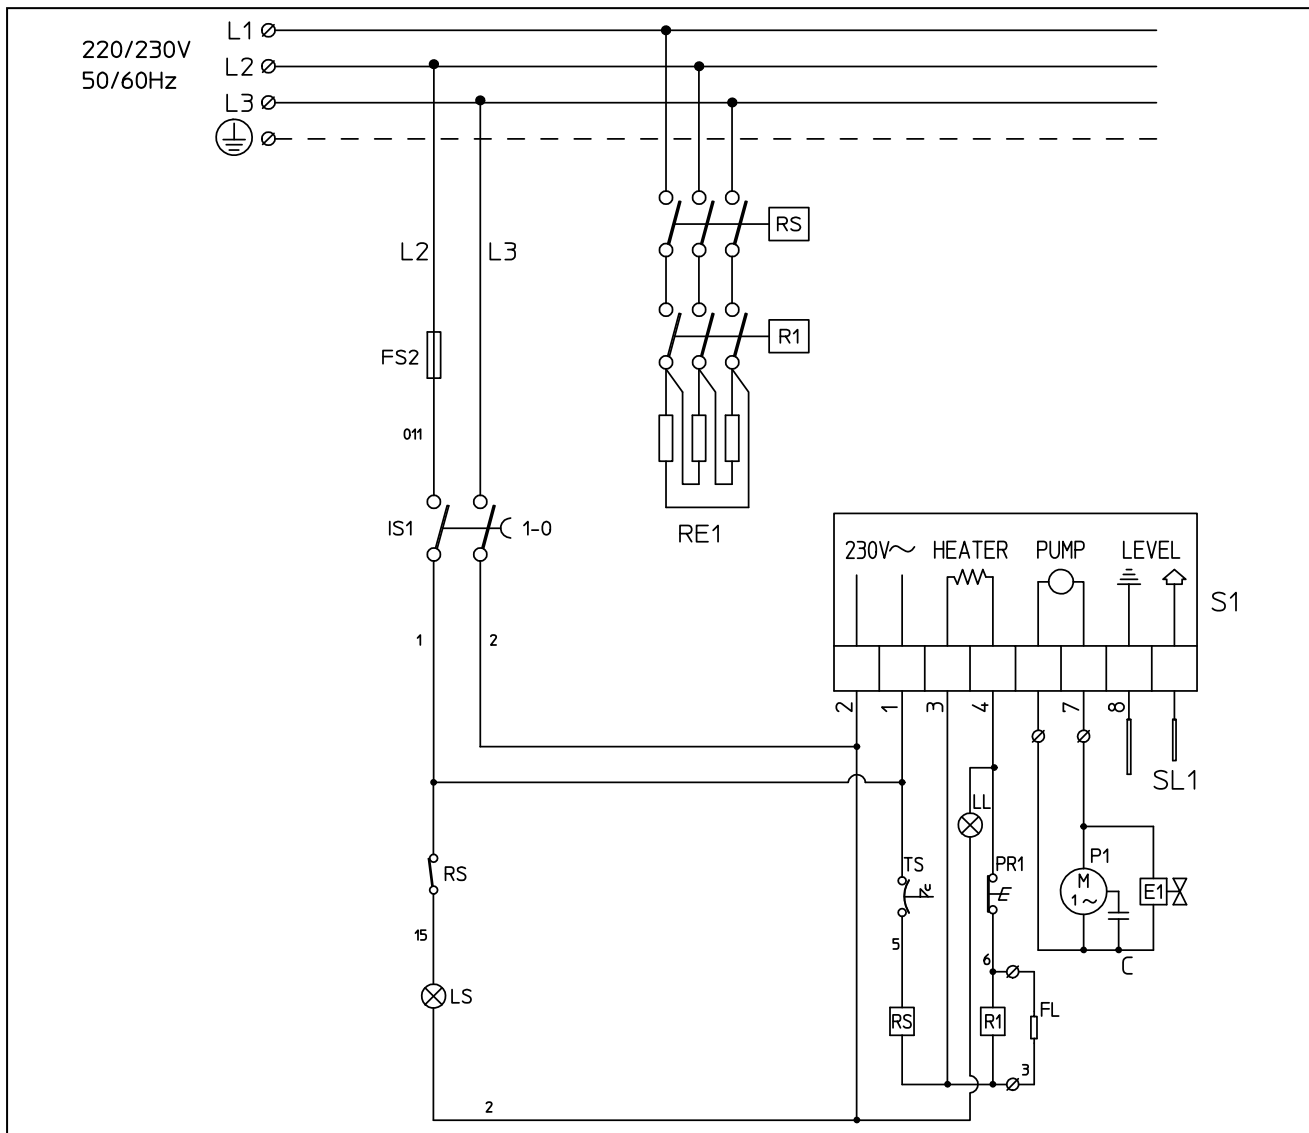 220/230V
50/60Hz
L1
L2
L3
L2
L3
RS
R1
FS2
011
IS1
1-0
RE1
230V~ HEATER PUMP LEVEL
S1
1
2
2 1 3 4 7 8
SL1
LL
TS
PR1
P1
M
1~
E1
C
RS
15
LS
5
6
RS
R1
FL
3
2